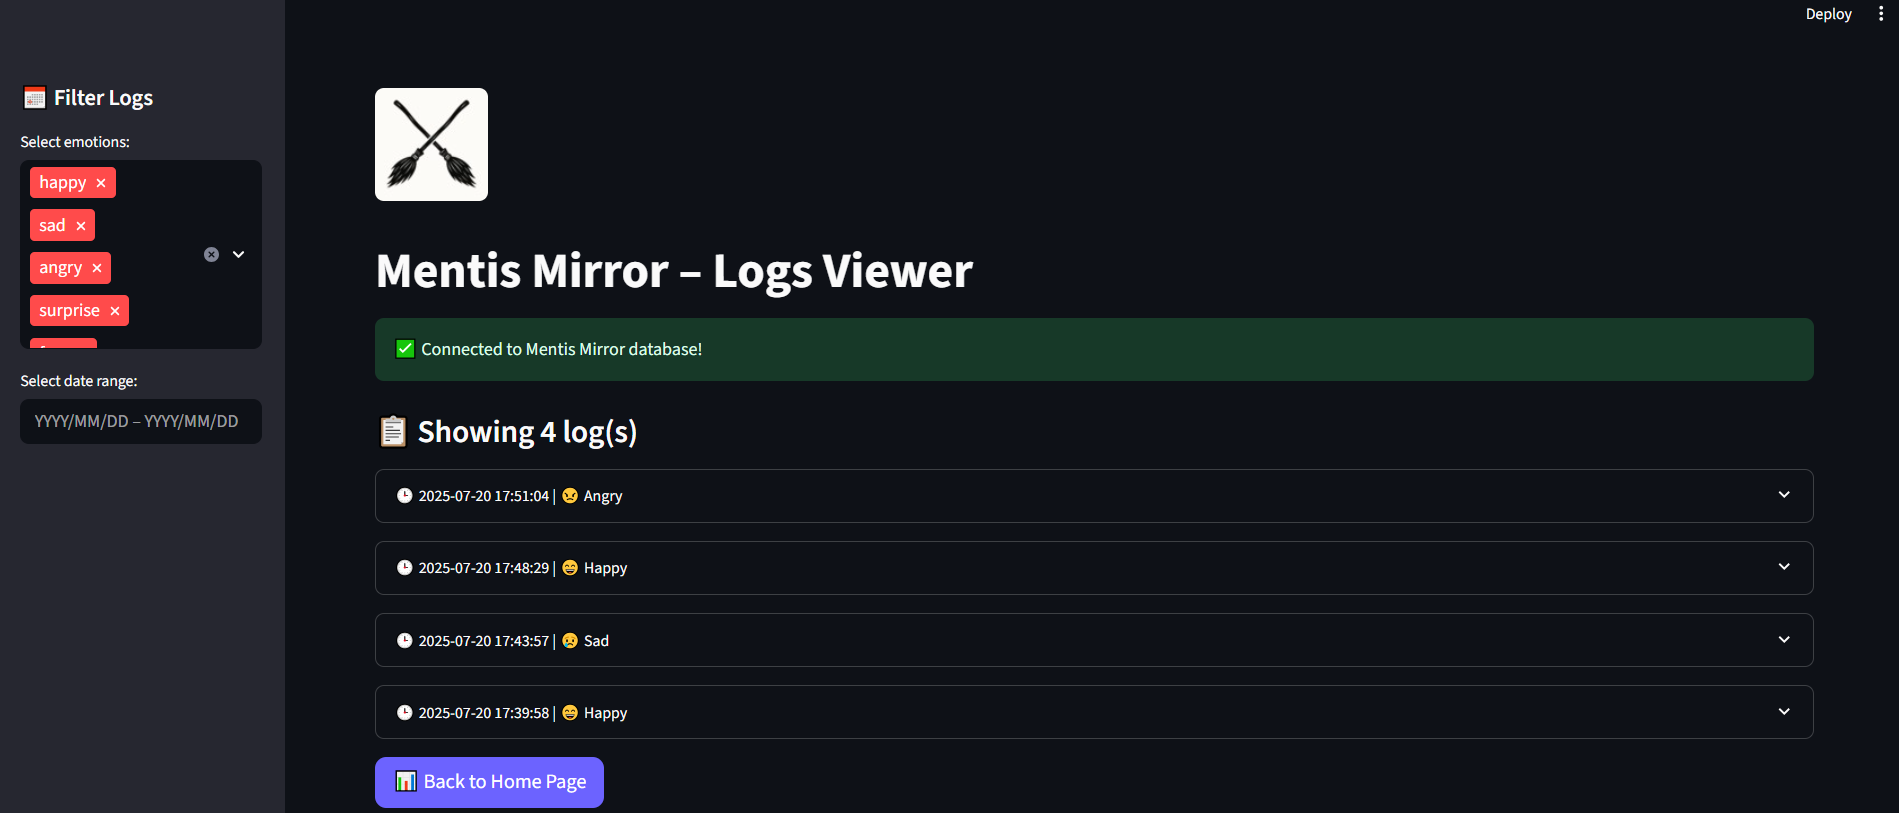 Deploy
Filter Logs
Select emotions:
happy
sad
angry
surprise
Select date range:
YYYY/MM/DD – YYYY/MM/DD
Mentis Mirror – Logs Viewer
Connected to Mentis Mirror database!
Showing 4 log(s)
2025-07-20 17:51:04 | Angry
2025-07-20 17:48:29 | Happy
2025-07-20 17:43:57 | Sad
2025-07-20 17:39:58 | Happy
Back to Home Page